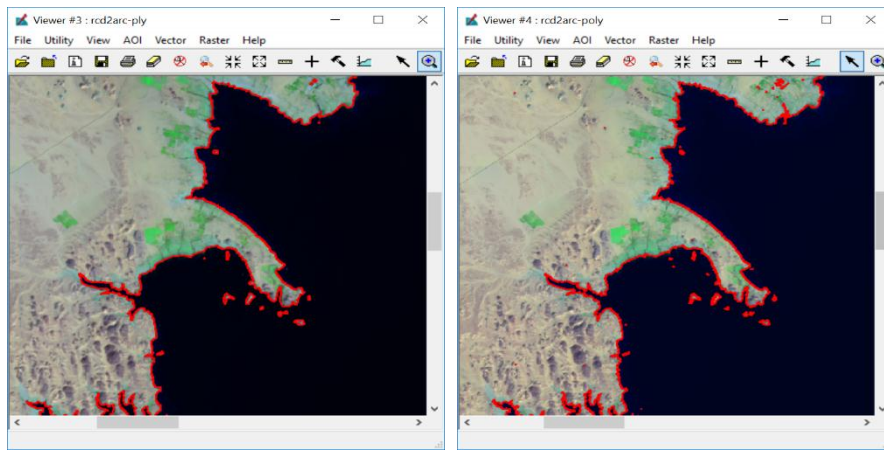 Viewer #3 : rcd2arc-ply
File Utility View AOI Vector Raster Help
Viewer #4 : rcd2arc-poly
File Utility View AOI Vector Raster Help